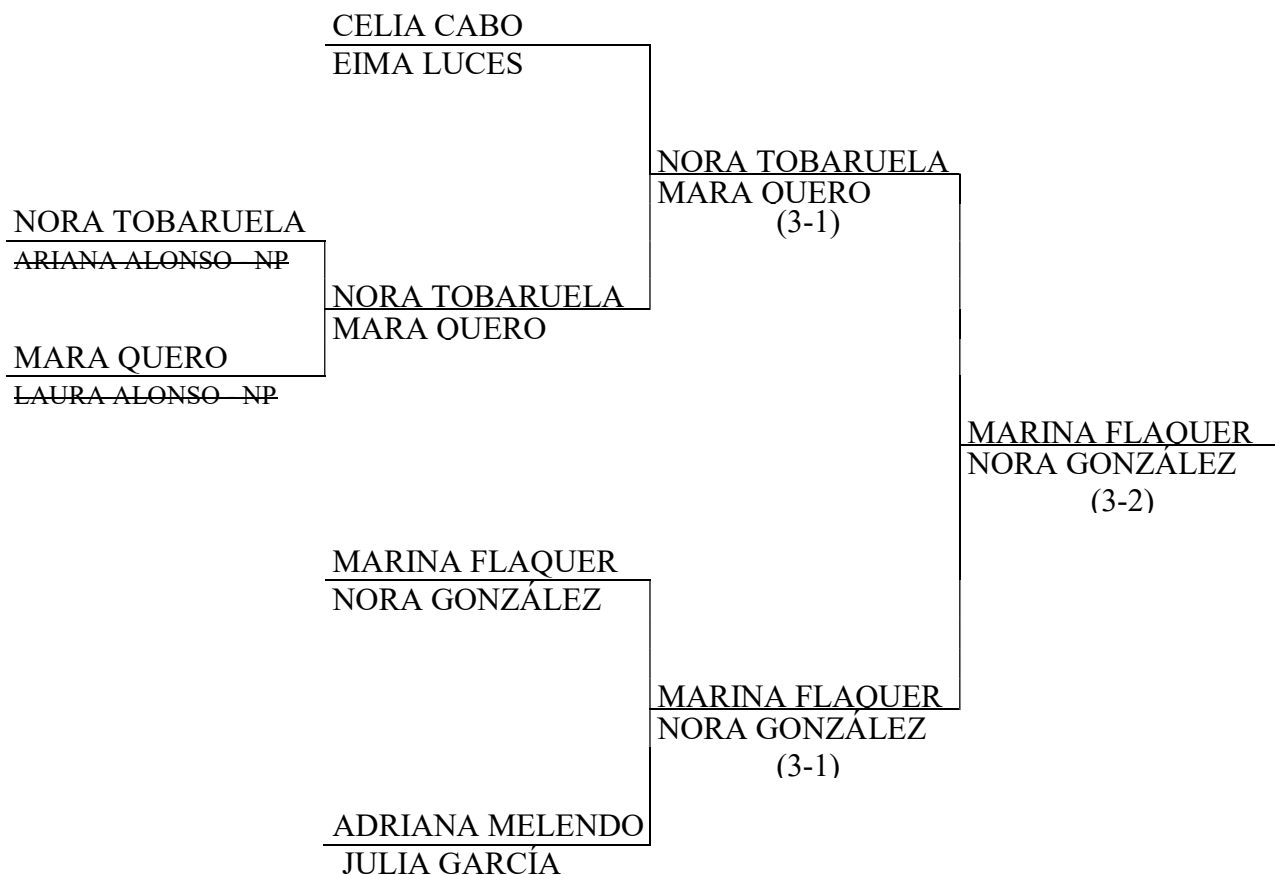 CELIA CABO
EIMA LUCES
NORA TOBARUELA
MARA QUERO
(3-1)
NORA TOBARUELA
ARIANA ALONSO - NP
NORA TOBARUELA
MARA QUERO
MARA QUERO
LAURA ALONSO - NP
MARINA FLAQUER
NORA GONZÁLEZ
(3-2)
MARINA FLAQUER
NORA GONZÁLEZ
MARINA FLAQUER
NORA GONZÁLEZ
(3-1)
ADRIANA MELENDO
JULIA GARCÍA